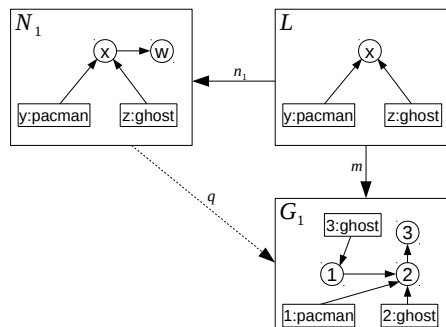 N₁
x
w
y:pacman
z:ghost
n₁
L
x
y:pacman
z:ghost
m
q
G₁
3:ghost
3
1
2
1:pacman
2:ghost